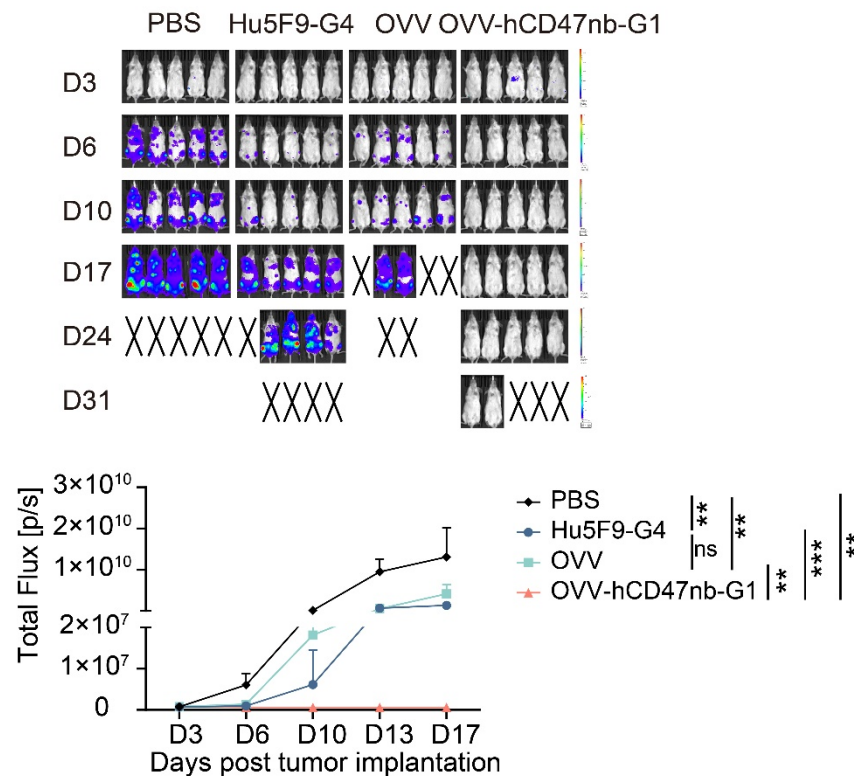 PBS Hu5F9-G4 OVV OVV-hCD47nb-G1
D3
D6
D10
D17
D24
D31
3×10¹⁰
2×10¹⁰
1×10¹⁰
2×10⁷
1×10⁷
0
Total Flux [p/s]
D3 D6 D10 D13 D17
Days post tumor implantation
PBS
Hu5F9-G4
OVV
OVV-hCD47nb-G1
**
ns
**
**
***
**